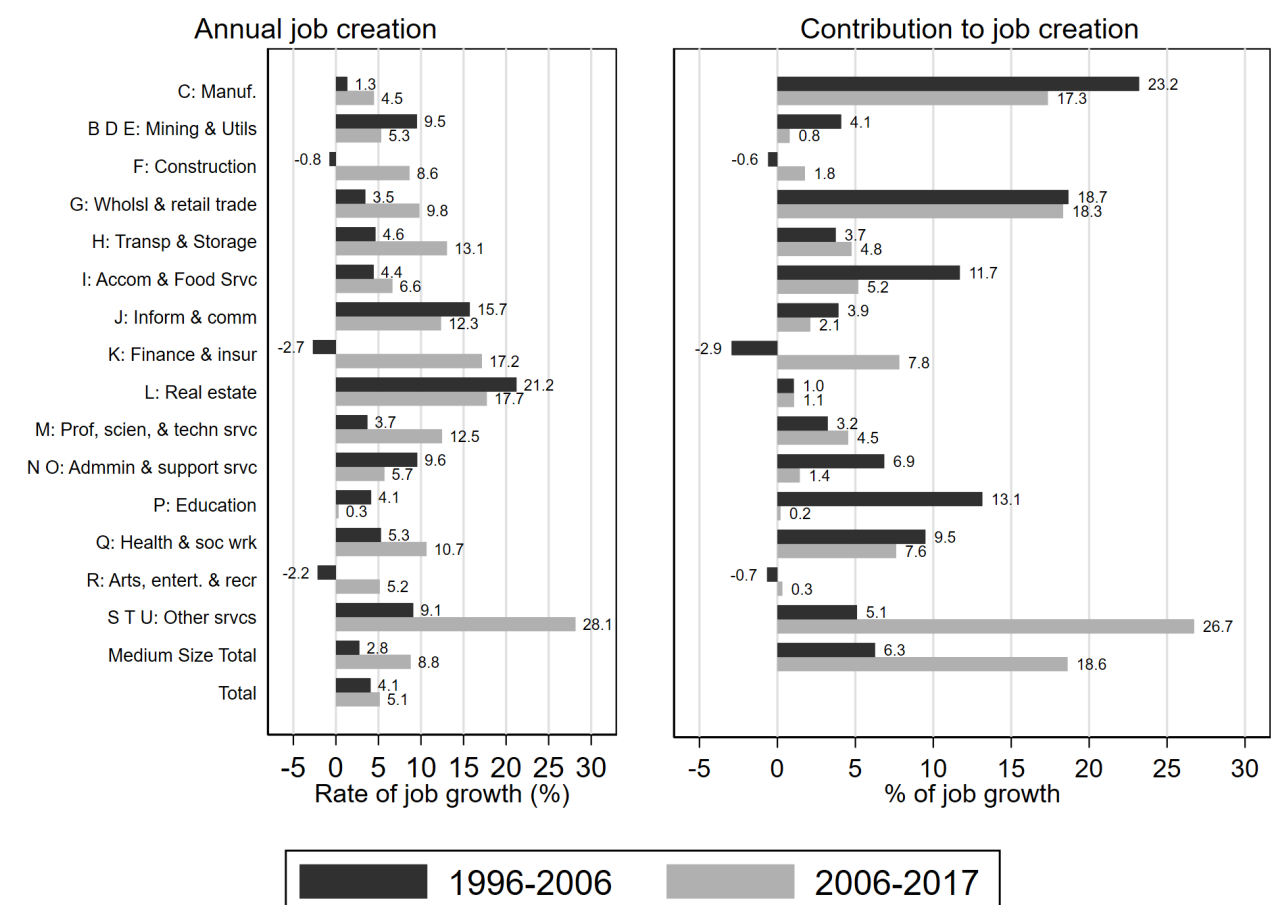 Annual job creation
C: Manuf. 1.3 4.5
B D E: Mining & Utils 9.5 5.3
F: Construction -0.8 8.6
G: Wholsl & retail trade 3.5 9.8
H: Transp & Storage 4.6 13.1
I: Accom & Food Srvc 4.4 6.6
J: Inform & comm 15.7 12.3
K: Finance & insur -2.7 17.2
L: Real estate 21.2 17.7
M: Prof, scien, & techn srvc 3.7 12.5
N O: Admmin & support srvc 9.6 5.7
P: Education 4.1 0.3
Q: Health & soc wrk 5.3 10.7
R: Arts, entert. & recr -2.2 5.2
S T U: Other srvcs 9.1 28.1
Medium Size Total 2.8 8.8
Total 4.1 5.1
-5 0 5 10 15 20 25 30
Rate of job growth (%)
Contribution to job creation
23.2
17.3
4.1
0.8
-0.6
1.8
18.7
18.3
3.7
4.8
11.7
5.2
3.9
2.1
-2.9
7.8
1.0
1.1
3.2
4.5
6.9
1.4
13.1
0.2
9.5
7.6
-0.7
0.3
5.1
26.7
6.3
18.6
-5 0 5 10 15 20 25 30
% of job growth
1996-2006 2006-2017